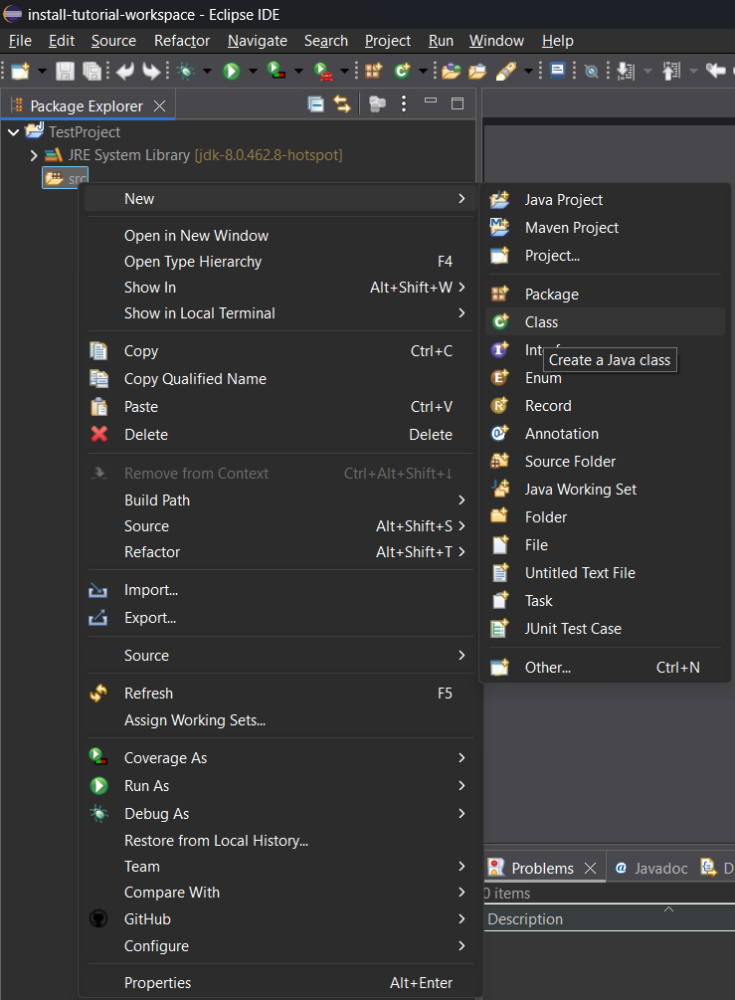 install-tutorial-workspace - Eclipse IDE
File Edit Source Refactor Navigate Search Project Run Window Help
Package Explorer
TestProject
JRE System Library [jdk-8.0.462.8-hotspot]
src
New
Open in New Window
Open Type Hierarchy F4
Show In Alt+Shift+W
Show in Local Terminal
Copy Ctrl+C
Copy Qualified Name
Paste Ctrl+V
Delete Delete
Remove from Context Ctrl+Alt+Shift+↓
Build Path
Source Alt+Shift+S
Refactor Alt+Shift+T
Import...
Export...
Source
Refresh F5
Assign Working Sets...
Coverage As
Run As
Debug As
Restore from Local History...
Team
Compare With
GitHub
Configure
Properties Alt+Enter
Java Project
Maven Project
Project...
Package
Class
Create a Java class
Enum
Record
Annotation
Source Folder
Java Working Set
Folder
File
Untitled Text File
Task
JUnit Test Case
Other... Ctrl+N
Problems Javadoc D
0 items
Description